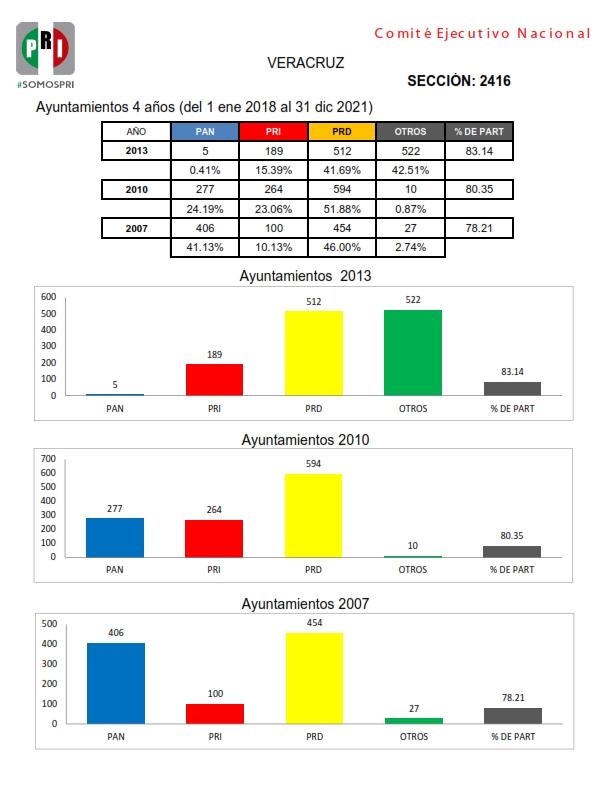 Comité Ejecutivo Nacional
PRI
#SOMOSPRI
VERACRUZ
SECCIÓN: 2416
Ayuntamientos 4 años (del 1 ene 2018 al 31 dic 2021)
AÑO PAN PRI PRD OTROS % DE PART
2013 5 189 512 522 83.14
0.41% 15.39% 41.69% 42.51%
2010 277 264 594 10 80.35
24.19% 23.06% 51.88% 0.87%
2007 406 100 454 27 78.21
41.13% 10.13% 46.00% 2.74%
Ayuntamientos 2013
600
500
400
300
200
100
0
5 189 512 522 83.14
PAN PRI PRD OTROS % DE PART
Ayuntamientos 2010
700
600
500
400
300
200
100
0
277 264 594 10 80.35
PAN PRI PRD OTROS % DE PART
Ayuntamientos 2007
500
400
300
200
100
0
406 100 454 27 78.21
PAN PRI PRD OTROS % DE PART